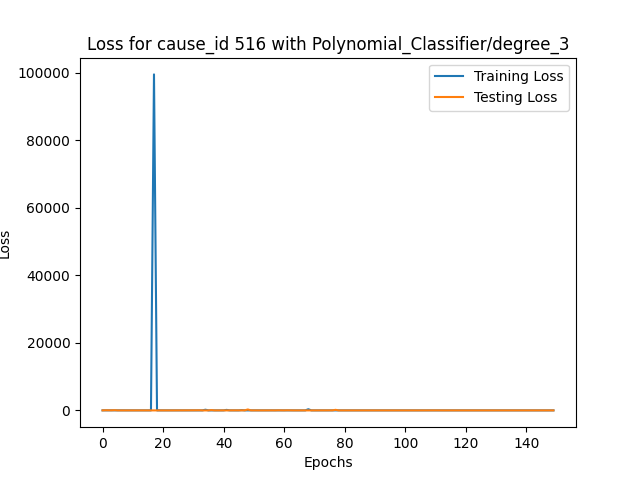 Loss for cause_id 516 with Polynomial_Classifier/degree_3
Training Loss
Testing Loss
100000
80000
60000
40000
20000
0
Loss
0 20 40 60 80 100 120 140
Epochs